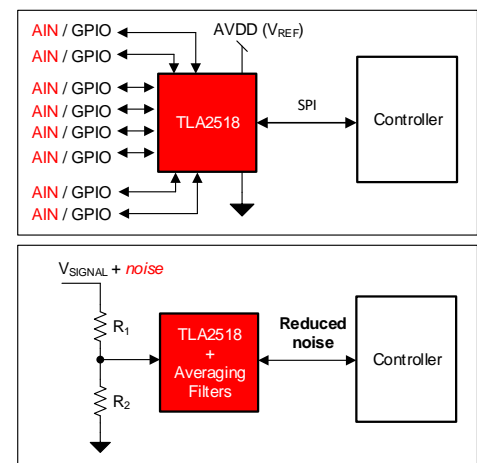 AIN / GPIO
AVDD (VREF)
AIN / GPIO
AIN / GPIO
AIN / GPIO
AIN / GPIO
AIN / GPIO
TLA2518
SPI
Controller
AIN / GPIO
AIN / GPIO
VSIGNAL + noise
R1
R2
TLA2518
+
Averaging
Filters
Reduced
noise
Controller